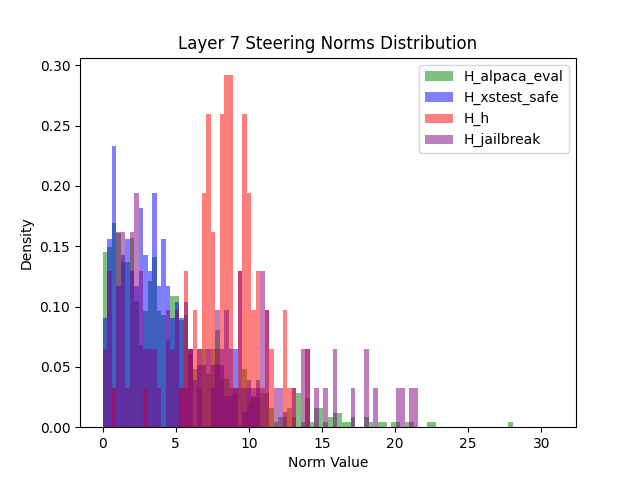 Layer 7 Steering Norms Distribution
H_alpaca_eval
H_xstest_safe
H_h
H_jailbreak
Density
0.30
0.25
0.20
0.15
0.10
0.05
0.00
0 5 10 15 20 25 30
Norm Value